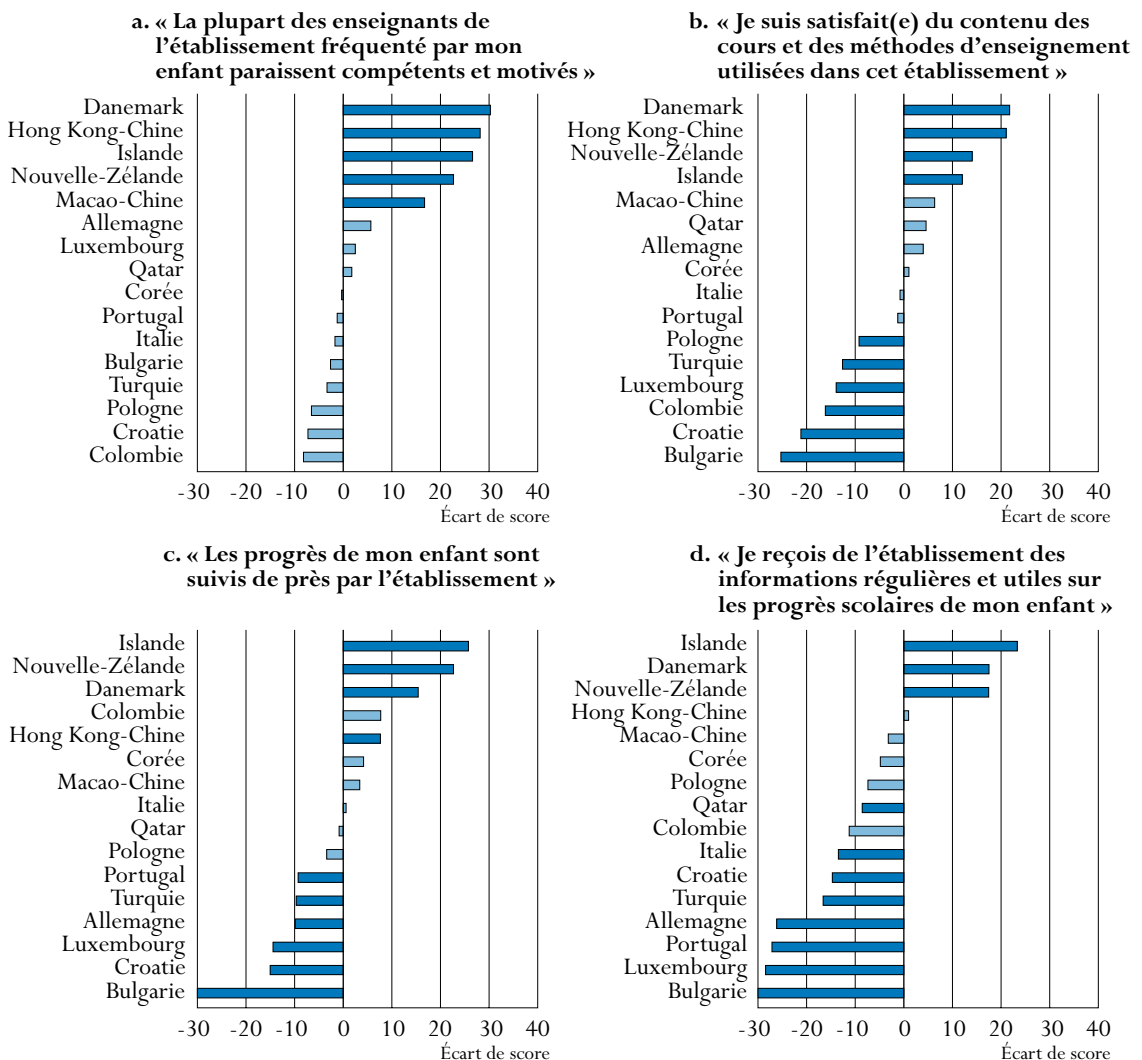 a. « La plupart des enseignants de
l’établissement fréquenté par mon
enfant paraissent compétents et motivés »
Danemark
Hong Kong-Chine
Islande
Nouvelle-Zélande
Macao-Chine
Allemagne
Luxembourg
Qatar
Corée
Portugal
Italie
Bulgarie
Turquie
Pologne
Croatie
Colombie
-30 -20 -10 0 10 20 30 40
Écart de score
b. « Je suis satisfait(e) du contenu des
cours et des méthodes d’enseignement
utilisées dans cet établissement »
Danemark
Hong Kong-Chine
Nouvelle-Zélande
Islande
Macao-Chine
Qatar
Allemagne
Corée
Italie
Portugal
Pologne
Turquie
Luxembourg
Colombie
Croatie
Bulgarie
-30 -20 -10 0 10 20 30 40
Écart de score
c. « Les progrès de mon enfant sont
suivis de près par l’établissement »
Islande
Nouvelle-Zélande
Danemark
Colombie
Hong Kong-Chine
Corée
Macao-Chine
Italie
Qatar
Pologne
Portugal
Turquie
Allemagne
Luxembourg
Croatie
Bulgarie
-30 -20 -10 0 10 20 30 40
Écart de score
d. « Je reçois de l’établissement des
informations régulières et utiles sur
les progrès scolaires de mon enfant »
Islande
Danemark
Nouvelle-Zélande
Hong Kong-Chine
Macao-Chine
Corée
Pologne
Qatar
Colombie
Italie
Croatie
Turquie
Allemagne
Portugal
Luxembourg
Bulgarie
-30 -20 -10 0 10 20 30 40
Écart de score